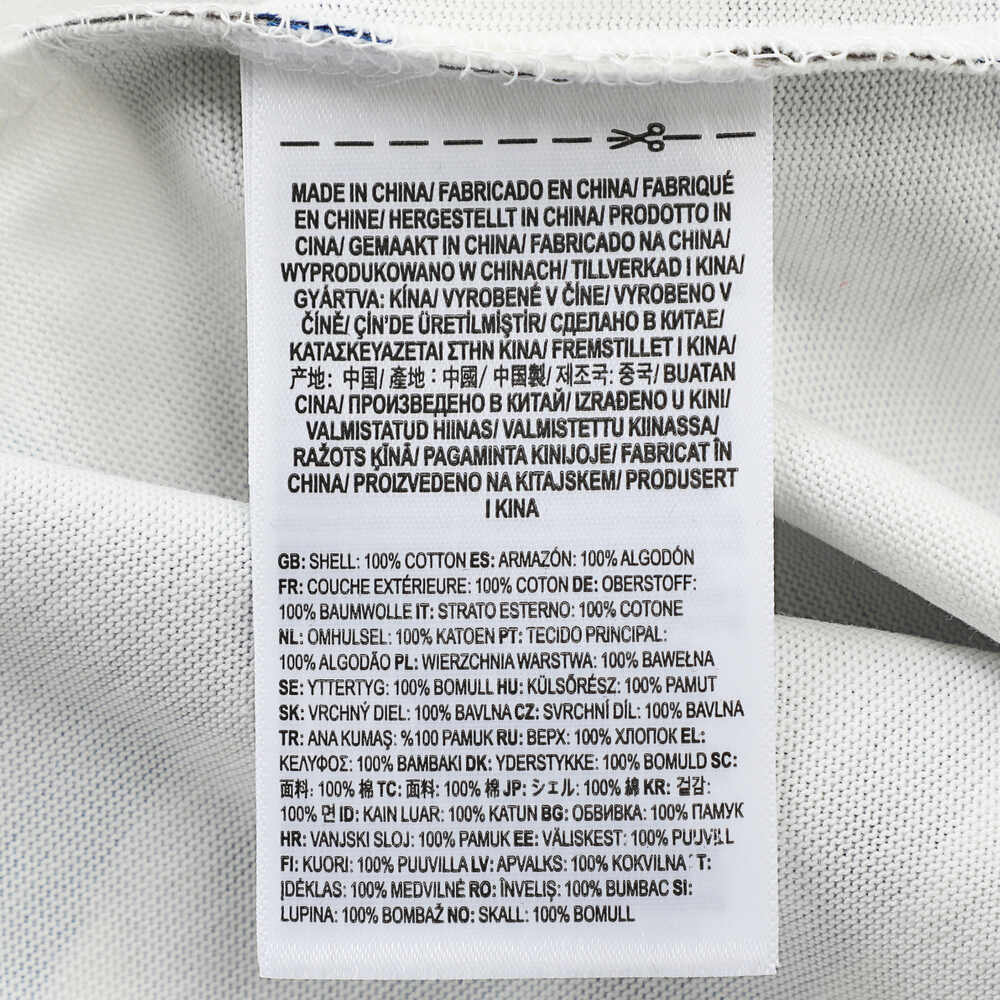 MADE IN CHINA/ FABRICADO EN CHINA/ FABRIQUÉ
EN CHINE/ HERGESTELLT IN CHINA/ PRODOTTO IN
CINA/ GEMAAKT IN CHINA/ FABRICADO NA CHINA/
WYPRODUKOWANO W CHINACH/ TILLVERKAD I KINA/
GYÁRTVA: KÍNA/ VYROBENÉ V ČÍNE/ VYROBENO V
ČÍNĚ/ ÇİN'DE ÜRETİLMİŞTİR/ СДЕЛАНО В КИТАЕ/
ΚΑΤΑΣΚΕΥΑΖΕΤΑΙ ΣΤΗΝ ΚΙΝΑ/ FREMSTILLET I KINA/
产地: 中国/ 產地：中國/ 中国製/ 제조국: 중국/ BUATAN
CINA/ ПРОИЗВЕДЕНО В КИТАЙ/ IZRAĐENO U KINI/
VALMISTATUD HIINAS/ VALMISTETTU KIINASSA/
RAŽOTS ĶĪNĀ/ PAGAMINTA KINIJOJE/ FABRICAT ÎN
CHINA/ PROIZVEDENO NA KITAJSKEM/ PRODUSERT
I KINA
GB: SHELL: 100% COTTON ES: ARMAZÓN: 100% ALGODÓN
FR: COUCHE EXTÉRIEURE: 100% COTON DE: OBERSTOFF:
100% BAUMWOLLE IT: STRATO ESTERNO: 100% COTONE
NL: OMHULSEL: 100% KATOEN PT: TECIDO PRINCIPAL:
100% ALGODÃO PL: WIERZCHNIA WARSTWA: 100% BAWEŁNA
SE: YTTERTYG: 100% BOMULL HU: KÜLSŐRÉSZ: 100% PAMUT
SK: VRCHNÝ DIEL: 100% BAVLNA CZ: SVRCHNÍ DÍL: 100% BAVLNA
TR: ANA KUMAŞ: %100 PAMUK RU: ВЕРХ: 100% ХЛОПОК EL:
ΚΕΛΥΦΟΣ: 100% ΒΑΜΒΑΚΙ DK: YDERSTYKKE: 100% BOMULD SC:
面料: 100% 棉 TC: 面料: 100% 棉 JP: シェル: 100% 綿 KR: 겉감:
100% 면 ID: KAIN LUAR: 100% KATUN BG: ОБВИВКА: 100% ПАМУК
HR: VANJSKI SLOJ: 100% PAMUK EE: VÄLISKEST: 100%
FI: KUORI: 100% PUUVILLA LV: APVALKS: 100% KOKVILNA
ĮDĖKLAS: 100% MEDVILNĖ RO: ÎNVELIȘ: 100% BUMBAC SI:
LUPINA: 100% BOMBAŽ NO: SKALL: 100% BOMULL